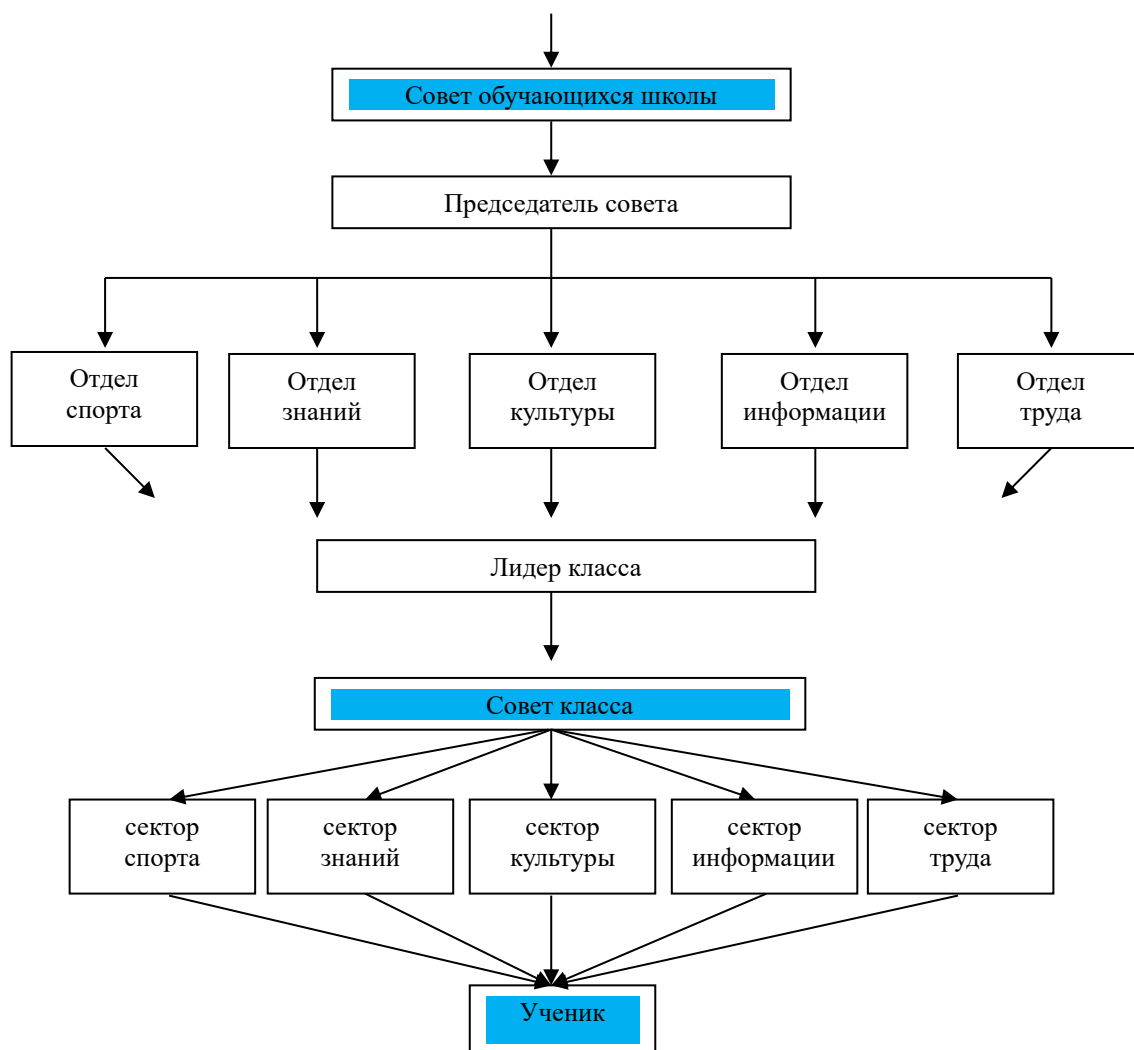 Совет обучающихся школы
Председатель совета
Отдел
спорта
Отдел
знаний
Отдел
культуры
Отдел
информации
Отдел
труда
Лидер класса
Совет класса
сектор
спорта
сектор
знаний
сектор
культуры
сектор
информации
сектор
труда
Ученик